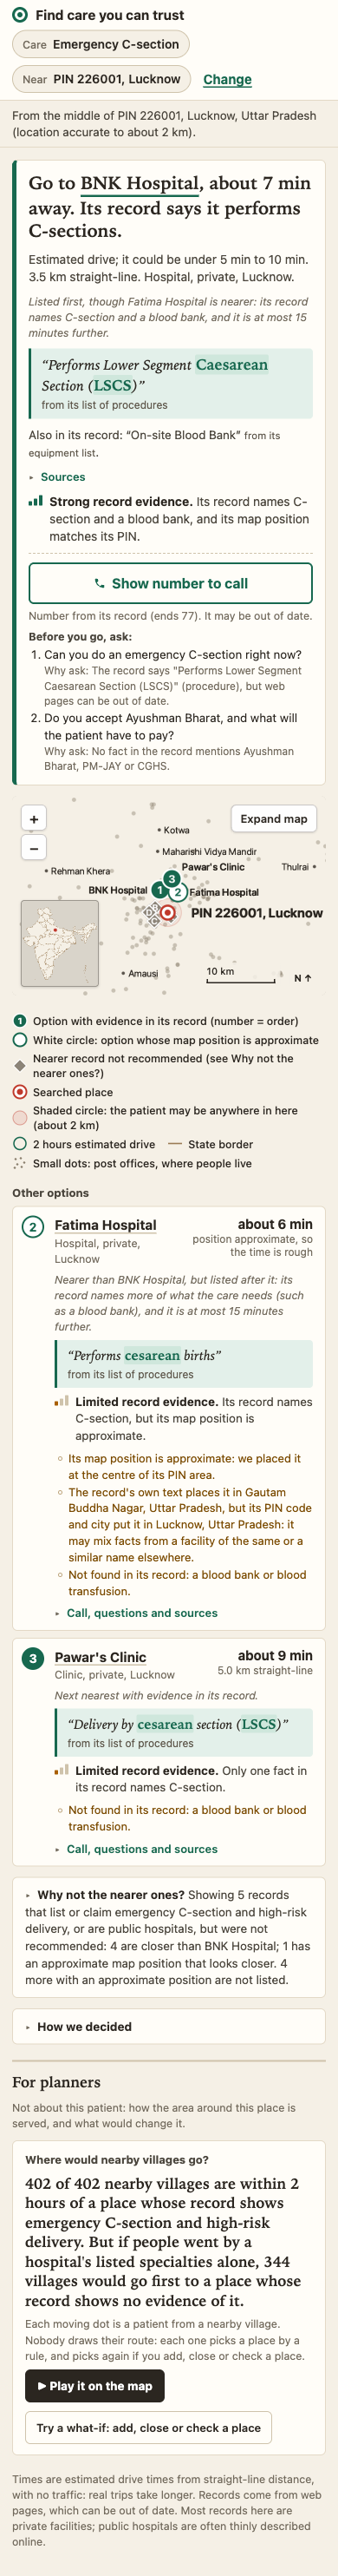 Find care you can trust
Care Emergency C-section
Near PIN 226001, Lucknow Change
From the middle of PIN 226001, Lucknow, Uttar Pradesh
(location accurate to about 2 km).
Go to BNK Hospital, about 7 min
away. Its record says it performs
C-sections.
Estimated drive; it could be under 5 min to 10 min.
3.5 km straight-line. Hospital, private, Lucknow.
Listed first, though Fatima Hospital is nearer: its record
names C-section and a blood bank, and it is at most 15
minutes further.
“Performs Lower Segment Caesarean
Section (LSCS)”
from its list of procedures
Also in its record: “On-site Blood Bank” from its
equipment list.
▸ Sources
Strong record evidence. Its record names C-
section and a blood bank, and its map position
matches its PIN.
Show number to call
Number from its record (ends 77). It may be out of date.
Before you go, ask:
1. Can you do an emergency C-section right now?
Why ask: The record says "Performs Lower Segment
Caesarean Section (LSCS)" (procedure), but web
pages can be out of date.
2. Do you accept Ayushman Bharat, and what will
the patient have to pay?
Why ask: No fact in the record mentions Ayushman
Bharat, PM-JAY or CGHS.
+
−
Expand map
Kotwa
Maharishi Vidya Mandir
Rehman Khera
Pawar's Clinic
Thulrai
3
BNK Hospital 1 2 Fatima Hospital
PIN 226001, Lucknow
Amausi
10 km
N ↑
1 Option with evidence in its record (number = order)
White circle: option whose map position is approximate
Nearer record not recommended (see Why not the
nearer ones?)
Searched place
Shaded circle: the patient may be anywhere in here
(about 2 km)
2 hours estimated drive State border
Small dots: post offices, where people live
Other options
2 Fatima Hospital about 6 min
Hospital, private, position approximate, so
Lucknow the time is rough
Nearer than BNK Hospital, but listed after it: its
record names more of what the care needs (such
as a blood bank), and it is at most 15 minutes
further.
“Performs cesarean births”
from its list of procedures
Limited record evidence. Its record names
C-section, but its map position is
approximate.
Its map position is approximate: we placed it
at the centre of its PIN area.
The record's own text places it in Gautam
Buddha Nagar, Uttar Pradesh, but its PIN code
and city put it in Lucknow, Uttar Pradesh: it
may mix facts from a facility of the same or a
similar name elsewhere.
Not found in its record: a blood bank or blood
transfusion.
▸ Call, questions and sources
3 Pawar's Clinic about 9 min
Clinic, private, Lucknow 5.0 km straight-line
Next nearest with evidence in its record.
“Delivery by cesarean section (LSCS)”
from its list of procedures
Limited record evidence. Only one fact in
its record names C-section.
Not found in its record: a blood bank or blood
transfusion.
▸ Call, questions and sources
▸ Why not the nearer ones? Showing 5 records
that list or claim emergency C-section and high-risk
delivery, or are public hospitals, but were not
recommended: 4 are closer than BNK Hospital; 1 has
an approximate map position that looks closer. 4
more with an approximate position are not listed.
▸ How we decided
For planners
Not about this patient: how the area around this place is
served, and what would change it.
Where would nearby villages go?
402 of 402 nearby villages are within 2
hours of a place whose record shows
emergency C-section and high-risk
delivery. But if people went by a
hospital's listed specialties alone, 344
villages would go first to a place whose
record shows no evidence of it.
Each moving dot is a patient from a nearby village.
Nobody draws their route: each one picks a place by a
rule, and picks again if you add, close or check a place.
▶ Play it on the map
Try a what-if: add, close or check a place
Times are estimated drive times from straight-line distance,
with no traffic: real trips take longer. Records come from web
pages, which can be out of date. Most records here are
private facilities; public hospitals are often thinly described
online.